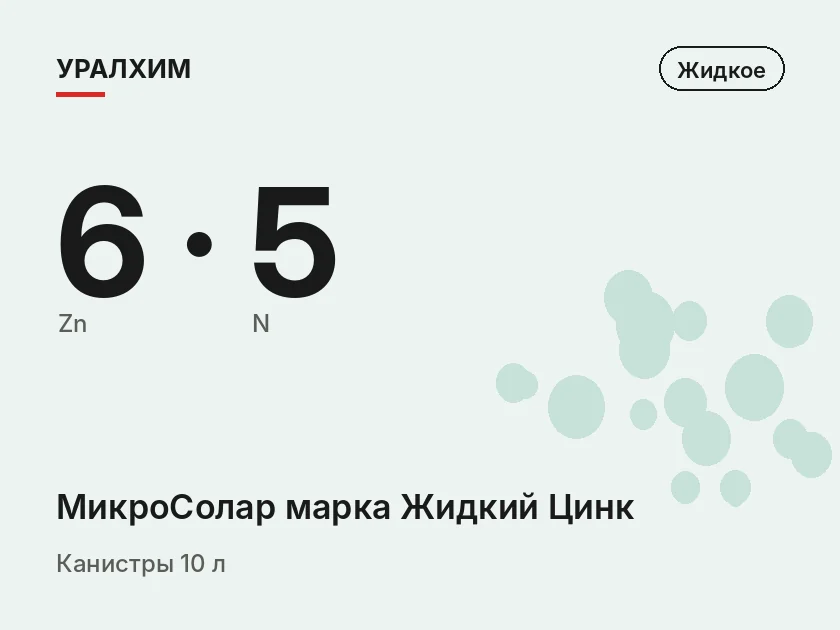 УРАЛХИМ
Жидкое
6 • 5
Zn N
МикроСолар марка Жидкий Цинк
Канистры 10 л